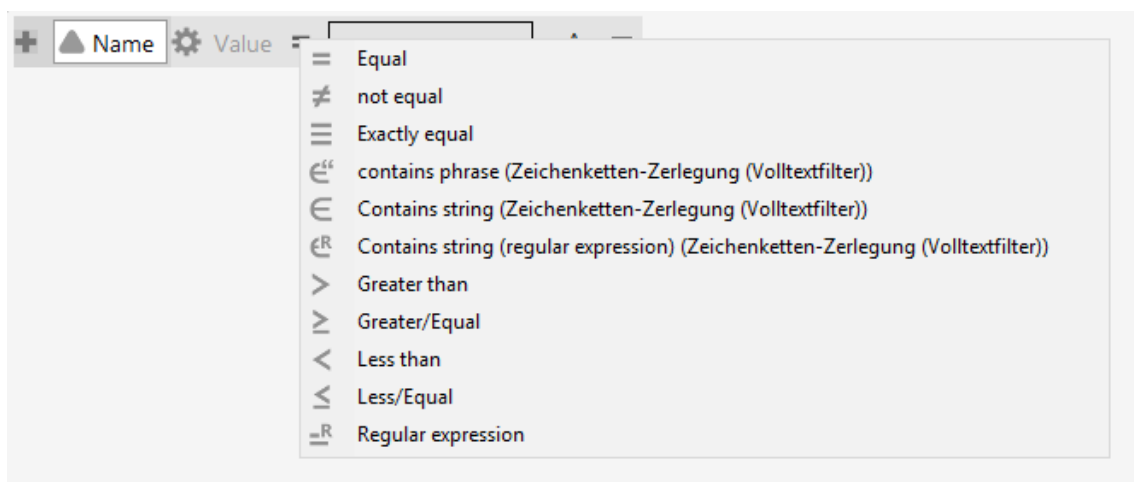 Name Value =
= Equal
≠ not equal
≡ Exactly equal
∈“ contains phrase (Zeichenketten-Zerlegung (Volltextfilter))
∈ Contains string (Zeichenketten-Zerlegung (Volltextfilter))
∈R Contains string (regular expression) (Zeichenketten-Zerlegung (Volltextfilter))
> Greater than
≥ Greater/Equal
< Less than
≤ Less/Equal
=R Regular expression